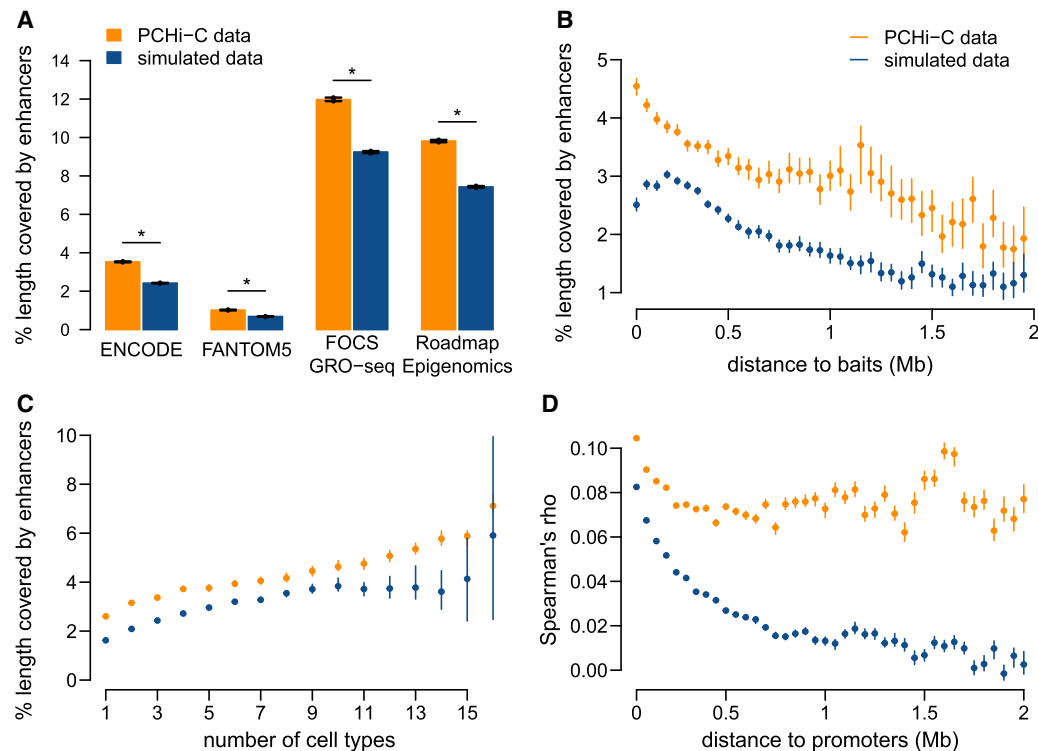 A
PCHi−C data
simulated data
% length covered by enhancers
14
12
10
8
6
4
2
0
*
*
*
*
ENCODE
FANTOM5
FOCS
GRO−seq
Roadmap
Epigenomics
B
PCHi−C data
simulated data
% length covered by enhancers
5
4
3
2
1
0
0.5
1
1.5
2
distance to baits (Mb)
C
% length covered by enhancers
10
8
6
4
2
0
1
3
5
7
9
11
13
15
number of cell types
D
Spearman's rho
0.10
0.08
0.06
0.04
0.02
0.00
0
0.5
1
1.5
2
distance to promoters (Mb)